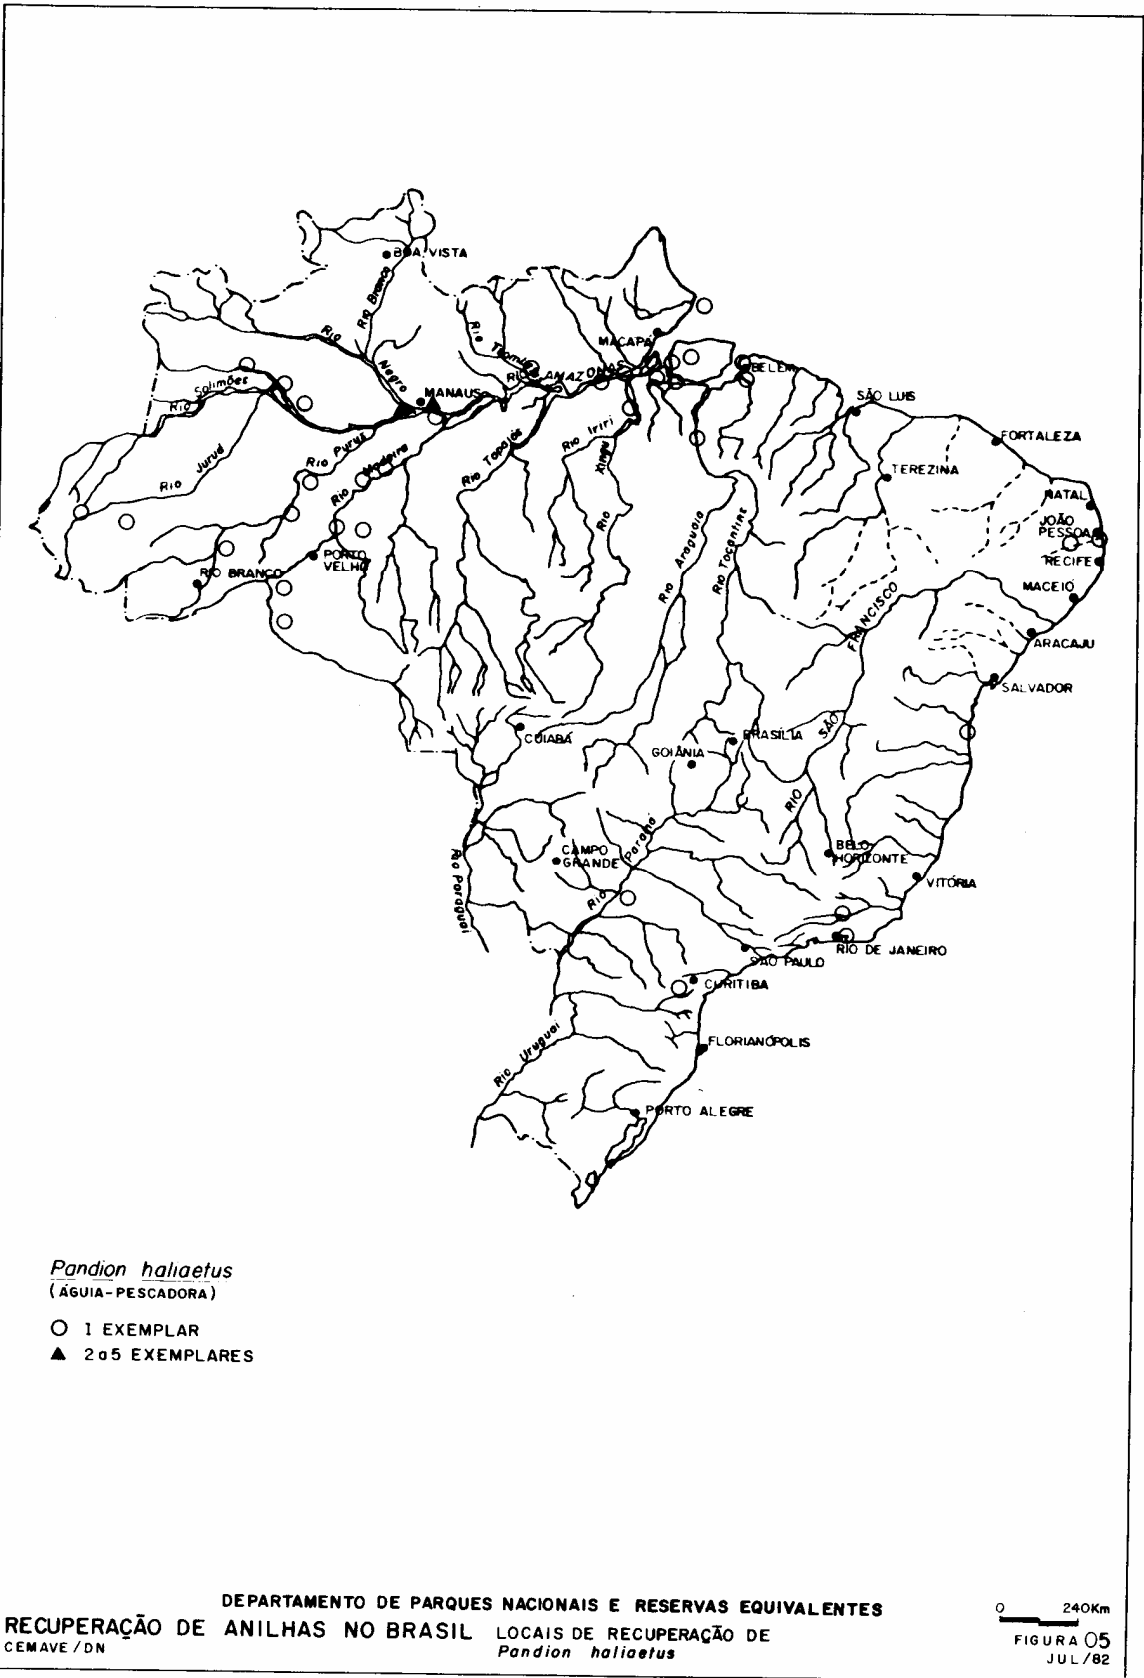 BOA VISTA
Rio Branco
Rio
Negro
Rio
MACAPÁ
RIO AMAZONAS
BELÉM
Solimões
Rio
MANAUS
SÃO LUIS
FORTALEZA
Rio Iriri
Rio Purus
Rio Madeira
Rio Tapajós
Xingu
Rio
Juruá
Rio
TEREZINA
NATAL
JOÃO
PESSOA
RECIFE
MACEIÓ
PORTO
VELHO
RIO BRANCO
Rio Araguaia
Rio Tocantins
FRANCISCO
SÃO
RIO
ARACAJU
SALVADOR
CUIABÁ
GOIÂNIA
BRASÍLIA
CAMPO
GRANDE
Paraná
Rio
BELO
HORIZONTE
VITÓRIA
Rio Paraguai
RIO DE JANEIRO
SÃO PAULO
CURITIBA
FLORIANÓPOLIS
Rio Uruguai
PORTO ALEGRE
Pandion haliaetus
(ÁGUIA-PESCADORA)
1 EXEMPLAR
2 a 5 EXEMPLARES
DEPARTAMENTO DE PARQUES NACIONAIS E RESERVAS EQUIVALENTES
RECUPERAÇÃO DE ANILHAS NO BRASIL LOCAIS DE RECUPERAÇÃO DE
Pandion haliaetus
CEMAVE/DN
0 240Km
FIGURA 05
JUL/82